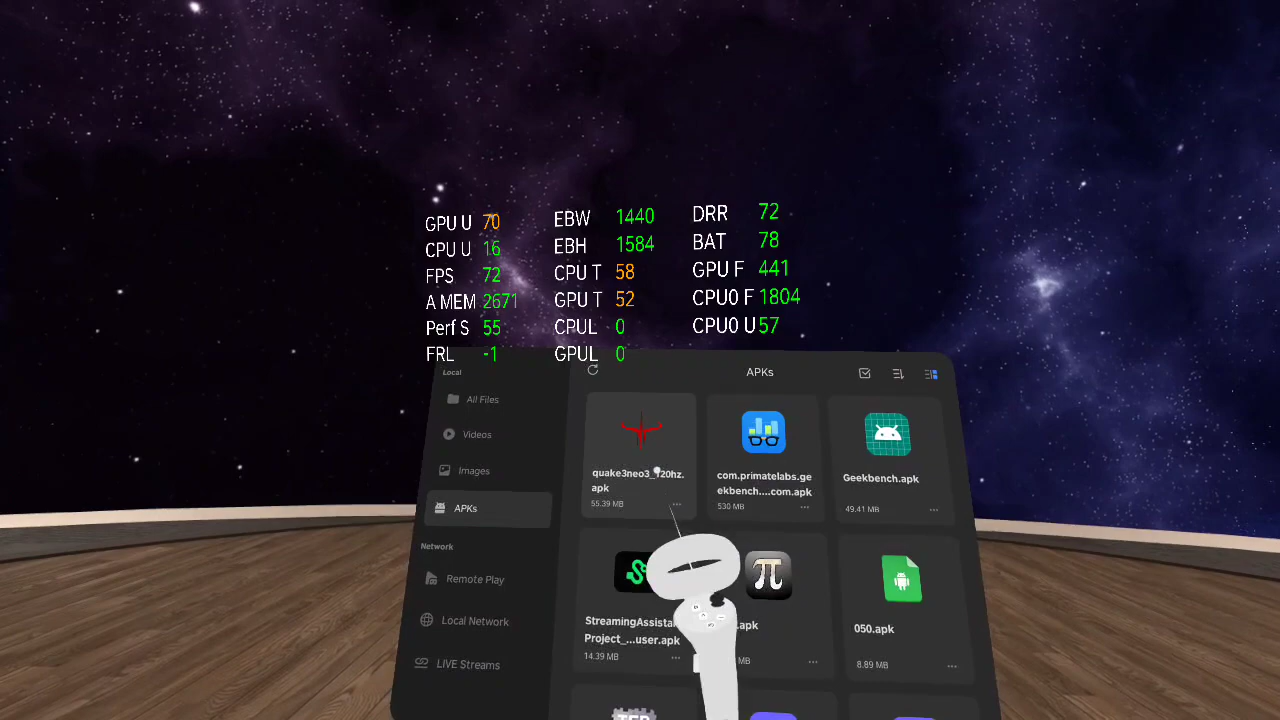 GPU U 70 EBW 1440 DRR 72
CPU U 16 EBH 1584 BAT 78
FPS 72 CPU T 58 GPU F 441
A MEM 2671 GPU T 52 CPU0 F 1804
Perf S 55 CPUL 0 CPU0 U 57
FRL -1 GPUL 0
Local
All Files
Videos
Images
APKs
Network
Remote Play
Local Network
LIVE Streams
APKs
quake3neo3_120hz.
apk
55.39 MB
com.primatelabs.ge
ekbench....com.apk
530 MB
Geekbench.apk
49.41 MB
StreamingAssista
Project_...user.apk
14.39 MB
π
.apk
MB
050.apk
8.89 MB